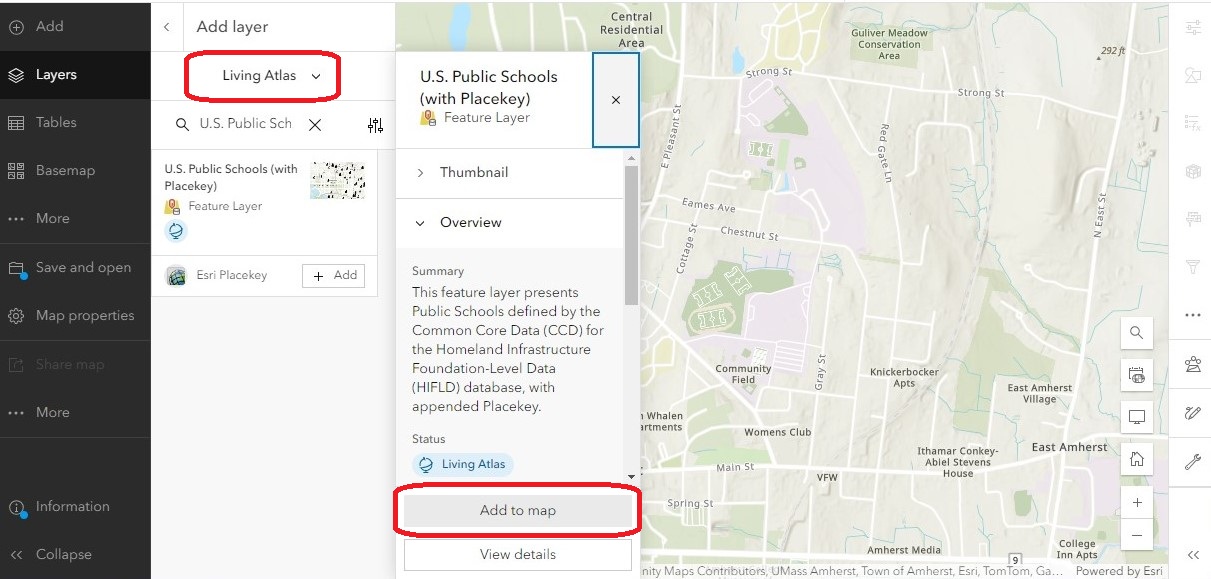 Add
Layers
Tables
Basemap
More
Save and open
Map properties
Share map
More
Information
Collapse
Add layer
Living Atlas
U.S. Public Sch
U.S. Public Schools (with
Placekey)
Feature Layer
Esri Placekey
+ Add
U.S. Public Schools
(with Placekey)
Feature Layer
Thumbnail
Overview
Summary
This feature layer presents
Public Schools defined by the
Common Core Data (CCD) for
the Homeland Infrastructure
Foundation-Level Data
(HIFLD) database, with
appended Placekey.
Status
Living Atlas
Add to map
View details
Central
Residential
Area
Guliver Meadow
Conservation
Area
292 ft
Strong St
Strong St
E Pleasant St
Red Gate Ln
N East St
Eames Ave
Chestnut St
Cottage St
Gray St
Community
Field
Knickerbocker
Apts
East Amherst
Village
n Whalen
artments
Womens Club
East Amherst
Ithamar Conkey-
Abiel Stevens
House
Main St
VFW
Spring St
Amherst Media
9
College
Inn Apts
nity Maps Contributors, UMass Amherst, Town of Amherst, Esri, TomTom, Ga...
Powered by Esri